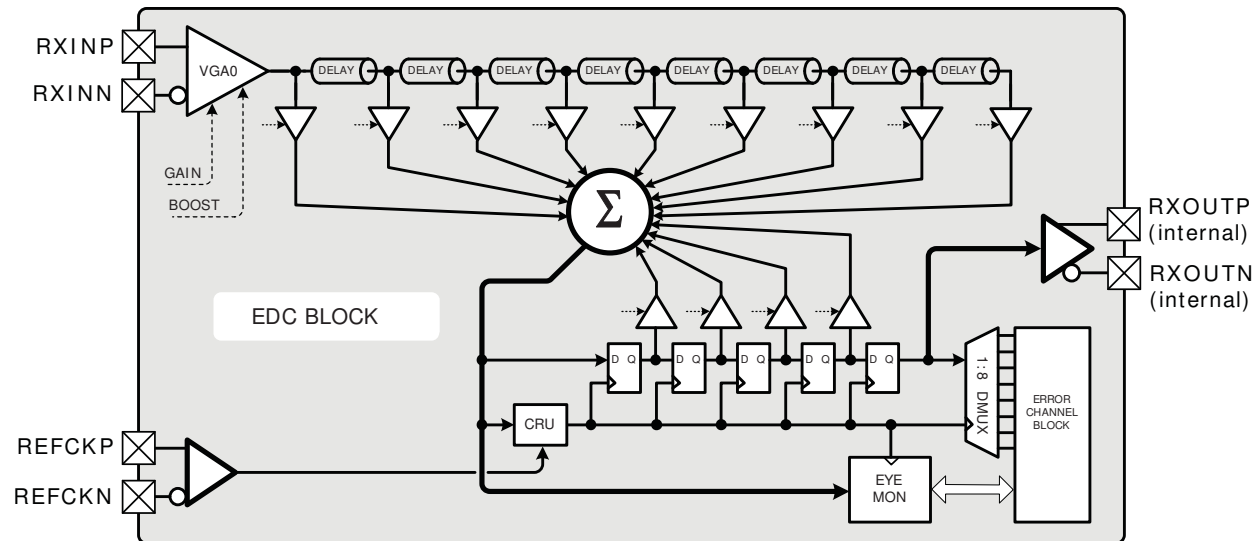 RXINP
RXINN
VGA0
DELAY
DELAY
DELAY
DELAY
DELAY
DELAY
DELAY
DELAY
GAIN
BOOST
Σ
RXOUTP
(internal)
RXOUTN
(internal)
EDC BLOCK
D Q
D Q
D Q
D Q
D Q
1:8 DMUX
ERROR
CHANNEL
BLOCK
CRU
REFCKP
REFCKN
EYE
MON